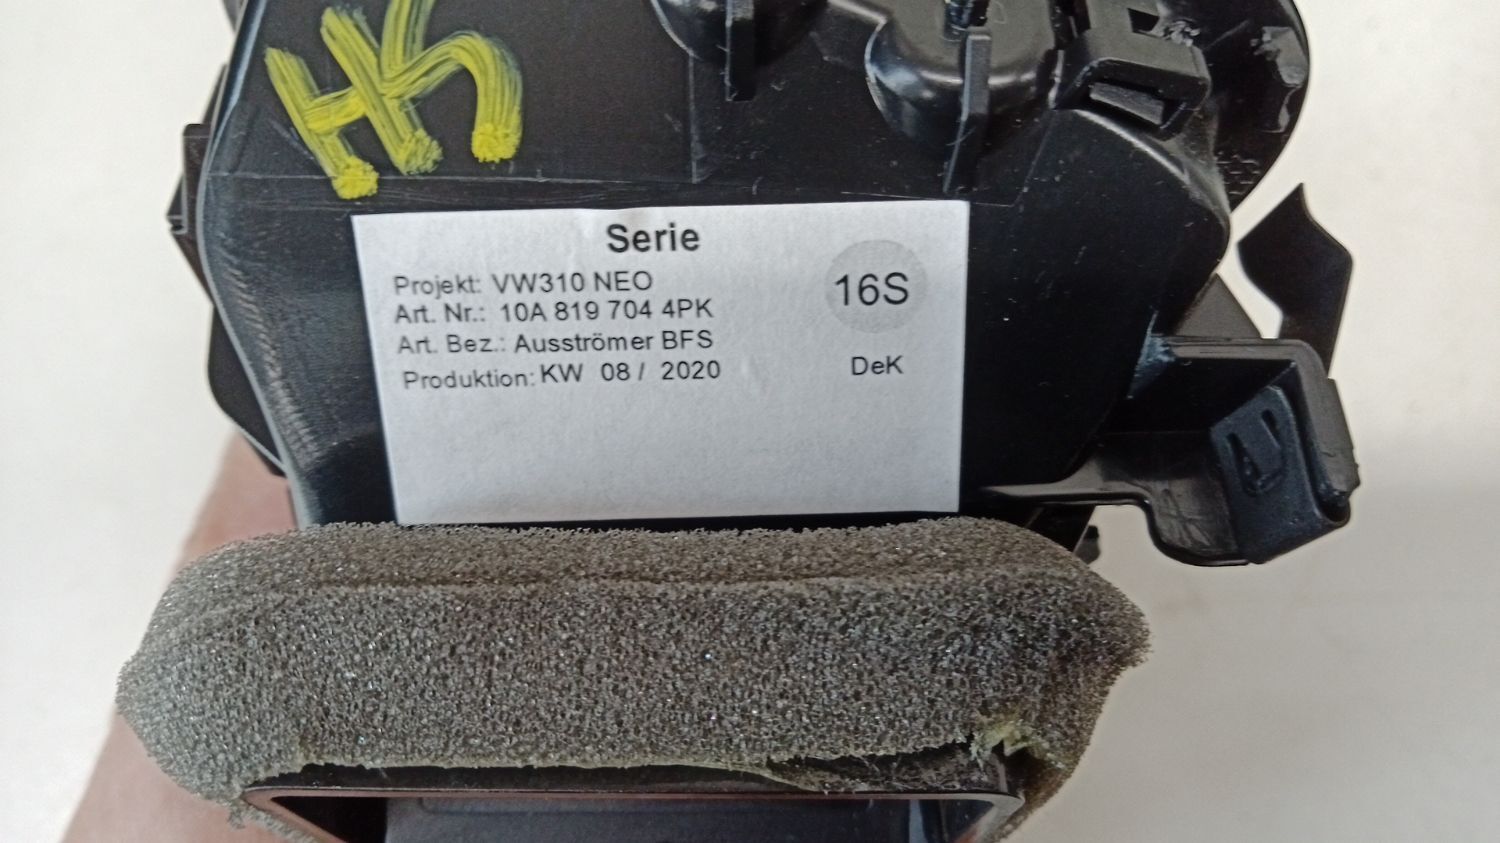 HK
Serie
Projekt: VW310 NEO
16S
Art. Nr.: 10A 819 704 4PK
Art. Bez.: Ausströmer BFS
Produktion: KW 08 / 2020
DeK